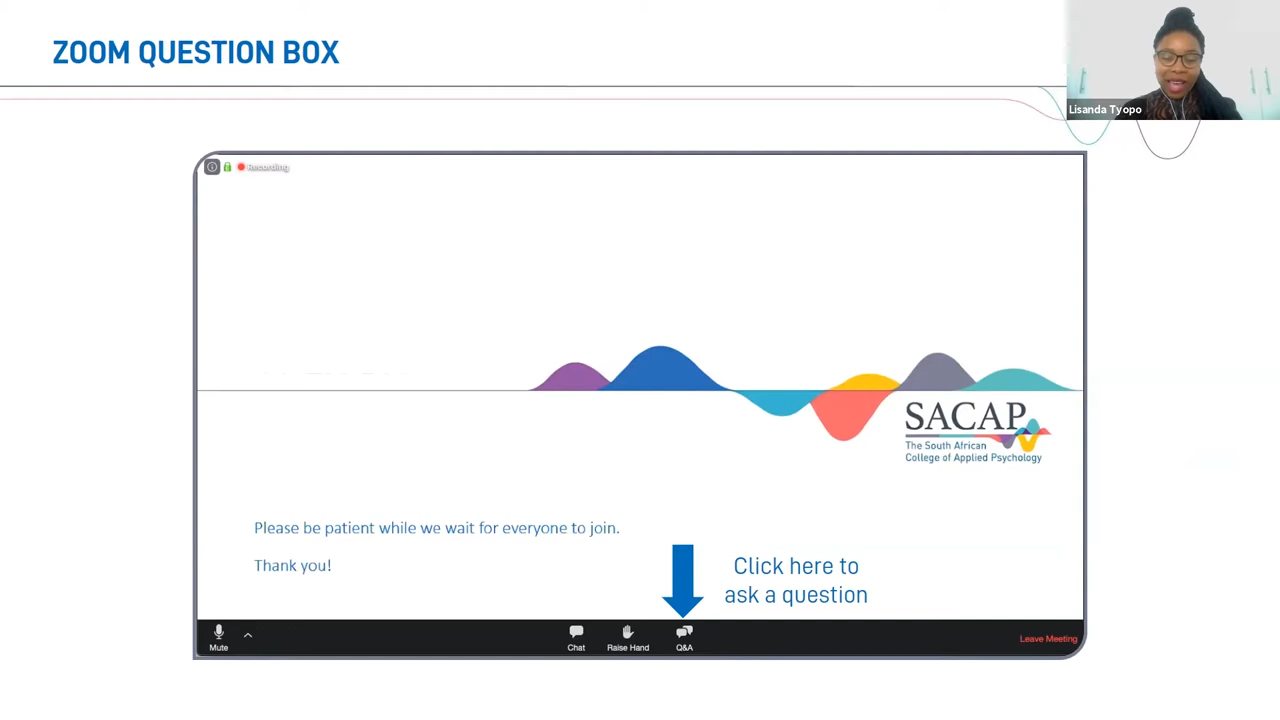 ZOOM QUESTION BOX
Lisanda Tyopo
Recording
SACAP
The South African
College of Applied Psychology
Please be patient while we wait for everyone to join.
Thank you!
Click here to
ask a question
Mute
Chat
Raise Hand
Q&A
Leave Meeting